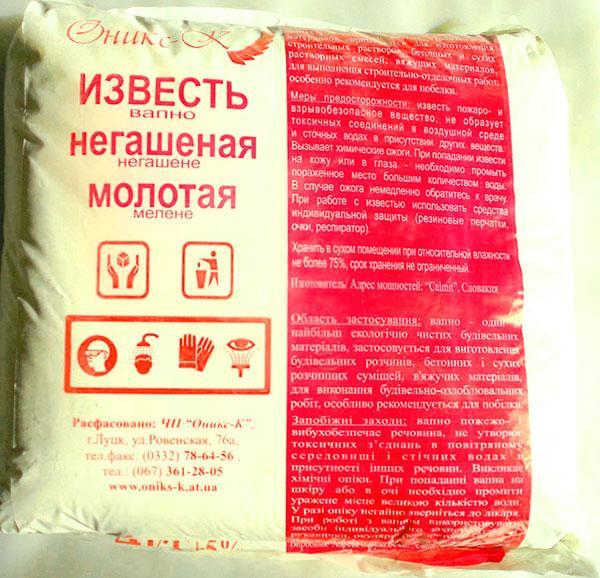 Оникс-К
ИЗВЕСТЬ
вапно
негашеная
негашене
молотая
мелене
Расфасовано: ЧП "Оникс-К".
г.Луцк, ул.Ровенская, 76а,
тел.факс: (0332) 78-64-56
тел.: (067) 361-28-05
www.oniks-k.at.ua
для изготовления
строительных растворов, бетонных и сухих
растворных смесей, вяжущих материалов,
для выполнения строительно-отделочных работ,
особенно рекомендуется для побелки.
Меры предосторожности: известь пожаро- и
взрывобезопасное вещество, не образует
токсичных соединений в воздушной среде
и сточных водах в присутствии других веществ.
Вызывает химические ожоги. При попадании извести
на кожу или в глаза - необходимо промыть
пораженное место большим количеством воды.
В случае ожога немедленно обратитесь к врачу.
При работе с известью использовать средства
индивидуальной защиты (резиновые перчатки,
очки, респиратор).
Хранить в сухом помещении при относительной влажности
не более 75%, срок хранения не ограниченный.
Изготовитель/ Адрес мощностей: "Calmit", Словакия
Область застосування: вапно - один
найбільш екологічно чистих будівельних
матеріалів, застосовується для виготовлення
будівельних розчинів, бетонних і сухих
розчинних сумішей, в'яжучих матеріалів,
для виконання будівельно-оздоблювальних
робіт, особливо рекомендується для побілки.
Запобіжні заходи: вапно пожежо-
вибухобезпечає речовина, не утворює
токсичних з'єднань в повітряному
середовищі і стічних водах в
присутності інших речовин. Викликає
хімічні опіки. При попаданні вапна на
шкіру або в очі необхідно промити
уражене місце великою кількістю води.
У разі опіку негайно зверніться до лікаря.
При роботі з вапном використовувати
засоби індивідуального